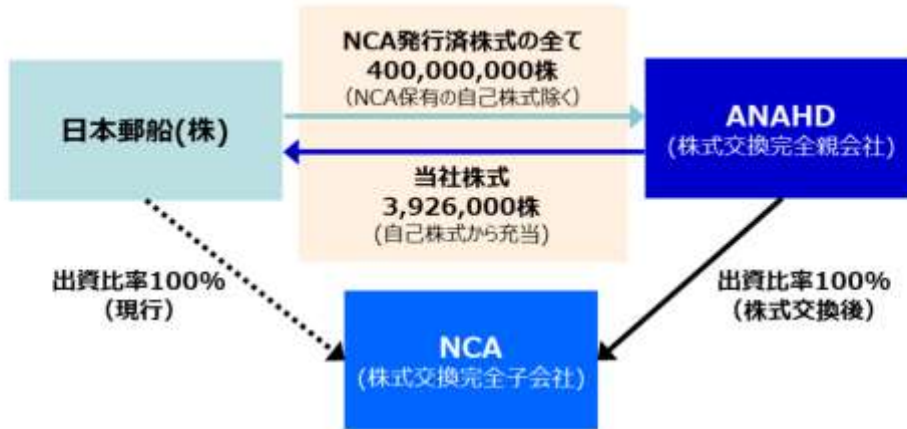 NCA発行済株式の全て
400,000,000株
(NCA保有の自己株式除く)
日本郵船(株)
ANAHD
(株式交換完全親会社)
当社株式
3,926,000株
(自己株式から充当)
出資比率100%
(現行)
出資比率100%
(株式交換後)
NCA
(株式交換完全子会社)